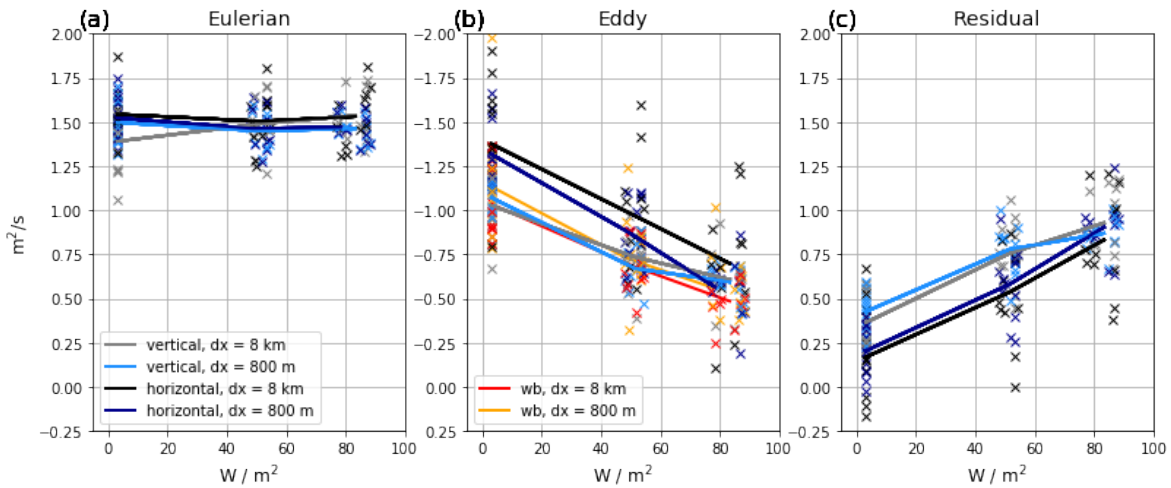 (a) Eulerian
(b) Eddy
(c) Residual
m²/s
2.00
1.75
1.50
1.25
1.00
0.75
0.50
0.25
0.00
−0.25
0 20 40 60 80 100
W / m²
vertical, dx = 8 km
vertical, dx = 800 m
horizontal, dx = 8 km
horizontal, dx = 800 m
−2.00
−1.75
−1.50
−1.25
−1.00
−0.75
−0.50
−0.25
0.00
0.25
0 20 40 60 80 100
W / m²
wb, dx = 8 km
wb, dx = 800 m
2.00
1.75
1.50
1.25
1.00
0.75
0.50
0.25
0.00
−0.25
0 20 40 60 80 100
W / m²